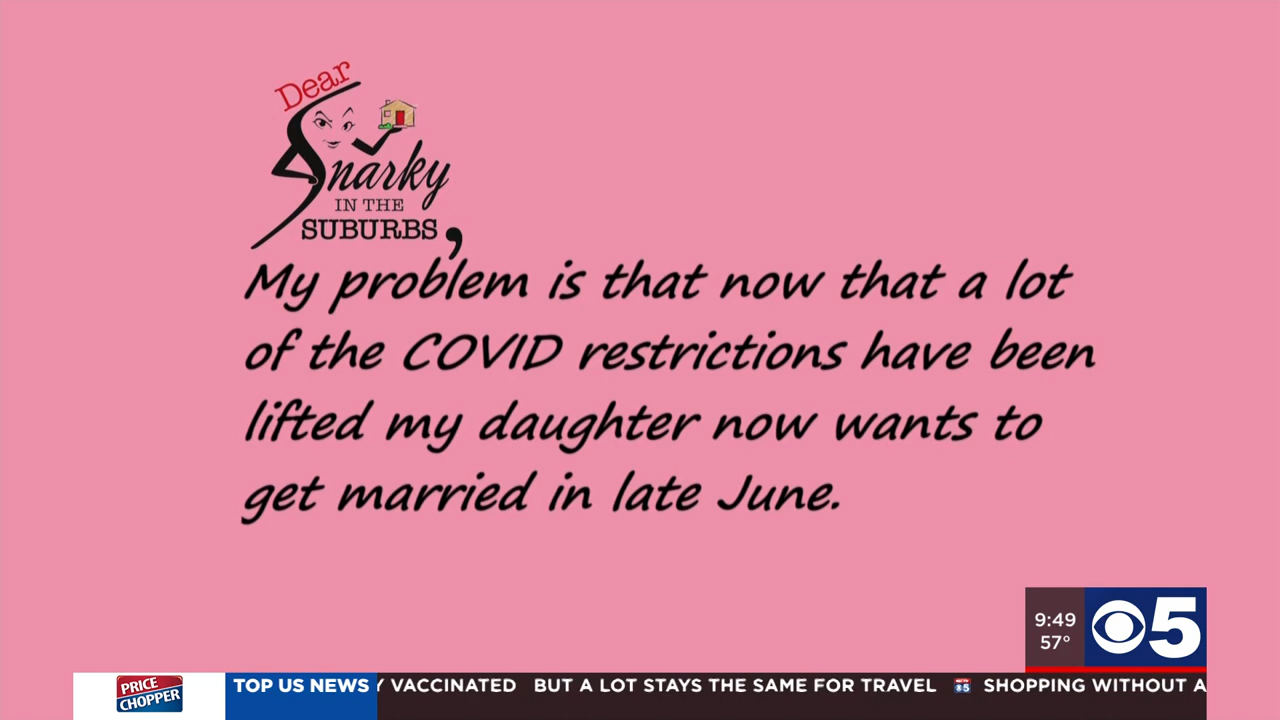 Dear
Snarky
IN THE
SUBURBS,
My problem is that now that a lot
of the COVID restrictions have been
lifted my daughter now wants to
get married in late June.
9:49
57°
5
PRICE
CHOPPER
TOP US NEWS
Y VACCINATED BUT A LOT STAYS THE SAME FOR TRAVEL SHOPPING WITHOUT A